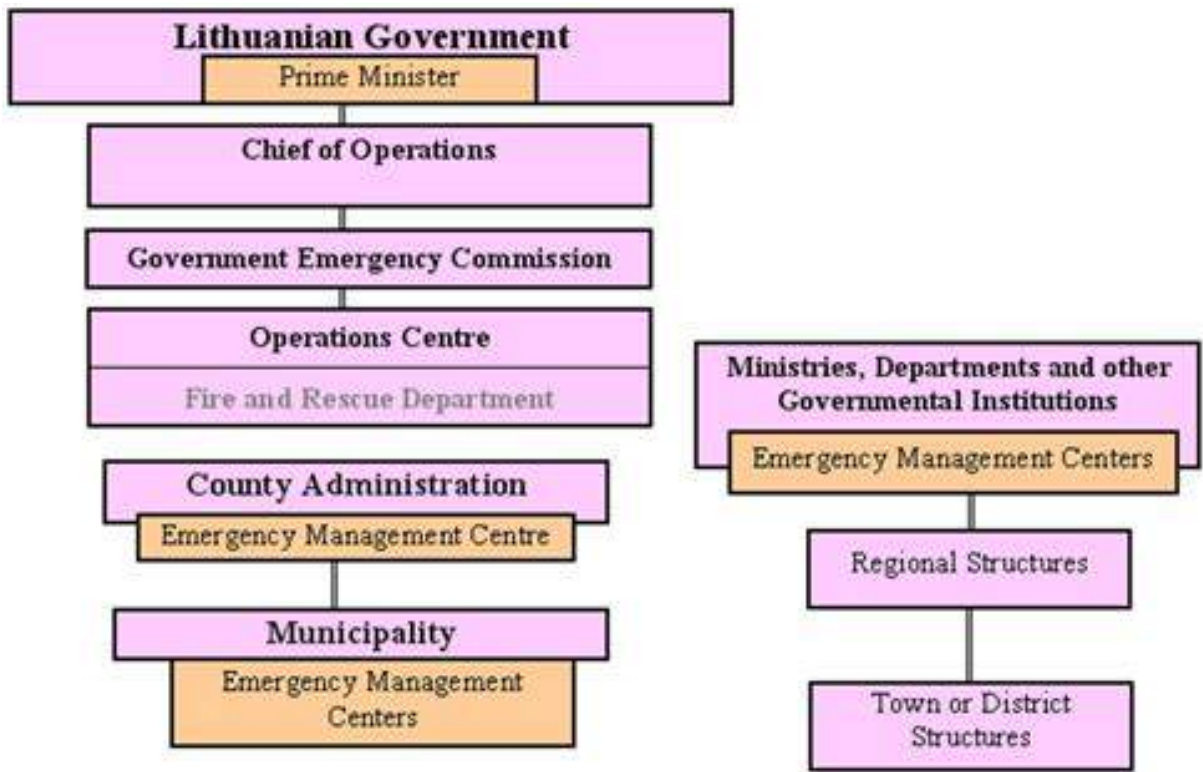 Lithuanian Government
Prime Minister
Chief of Operations
Government Emergency Commission
Operations Centre
Fire and Rescue Department
County Administration
Emergency Management Centre
Municipality
Emergency Management
Centers
Ministries, Departments and other
Governmental Institutions
Emergency Management Centers
Regional Structures
Town or District
Structures